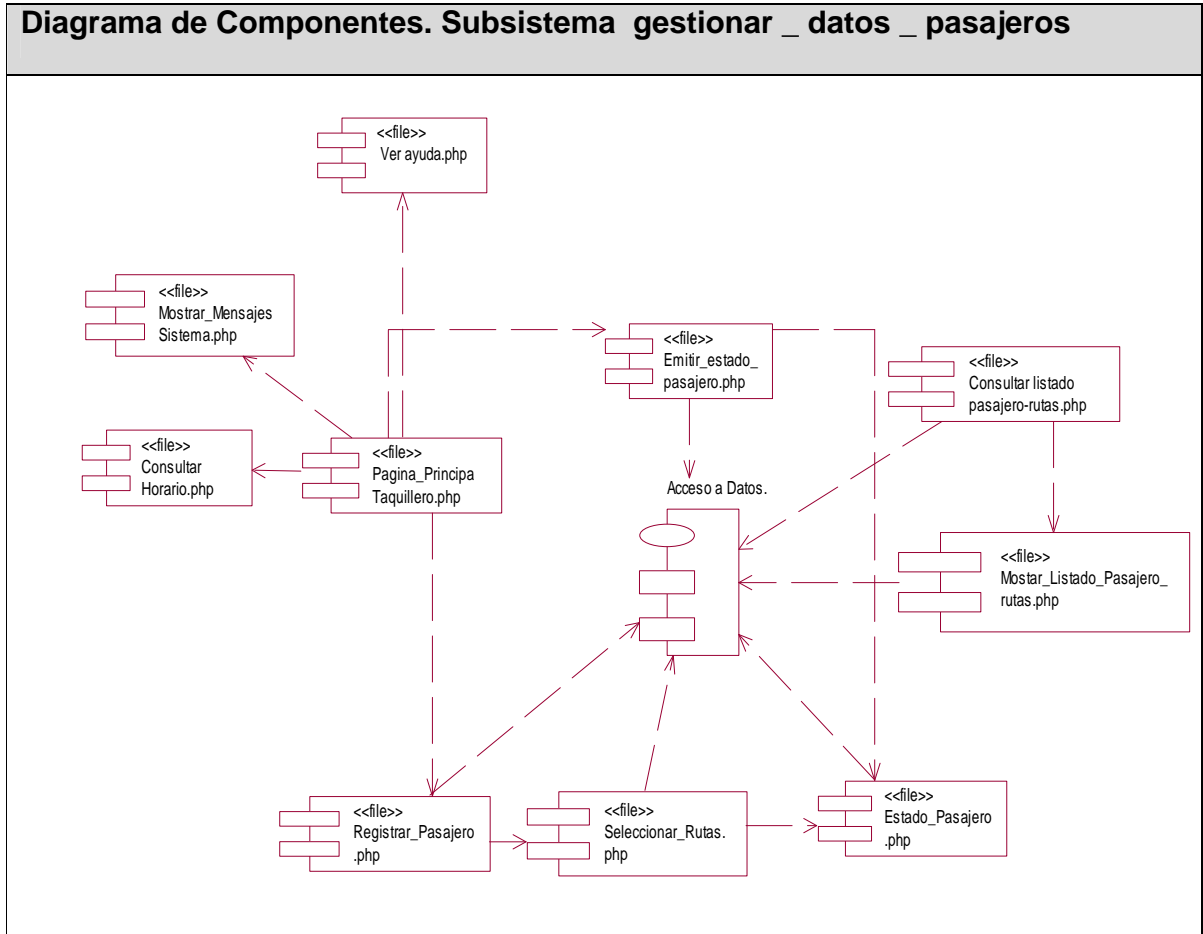 Diagrama de Componentes. Subsistema gestionar _ datos _ pasajeros
<<file>>
Ver ayuda.php
<<file>>
Mostrar_Mensajes
Sistema.php
<<file>>
Emitir_estado_
pasajero.php
<<file>>
Consultar listado
pasajero-rutas.php
<<file>>
Consultar
Horario.php
<<file>>
Pagina_Principa
Taquillero.php
Acceso a Datos.
<<file>>
Mostar_Listado_Pasajero_
rutas.php
<<file>>
Registrar_Pasajero
.php
<<file>>
Seleccionar_Rutas.
php
<<file>>
Estado_Pasajero
.php